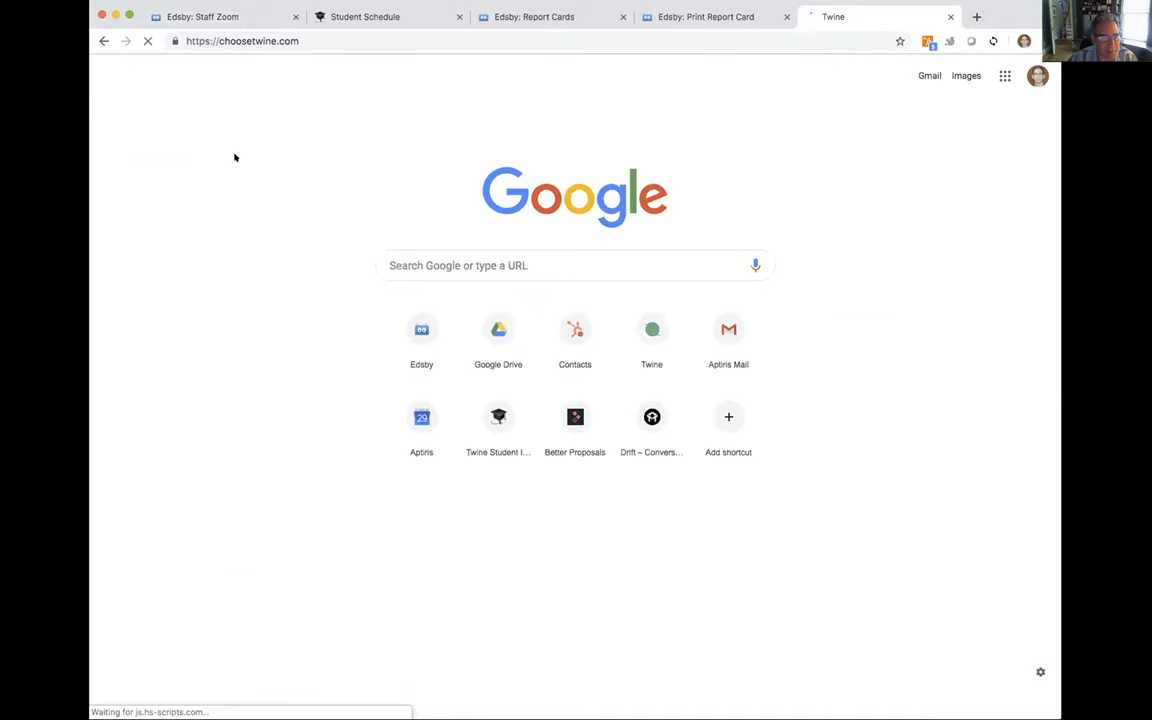 Edsby: Staff Zoom
Student Schedule
Edsby: Report Cards
Edsby: Print Report Card
Twine
https://choosetwine.com
Gmail
Images
Google
Search Google or type a URL
Edsby
Google Drive
Contacts
Twine
Aptiris Mail
29
Aptiris
Twine Student I...
Better Proposals
Drift – Convers...
Add shortcut
Waiting for js.hs-scripts.com...